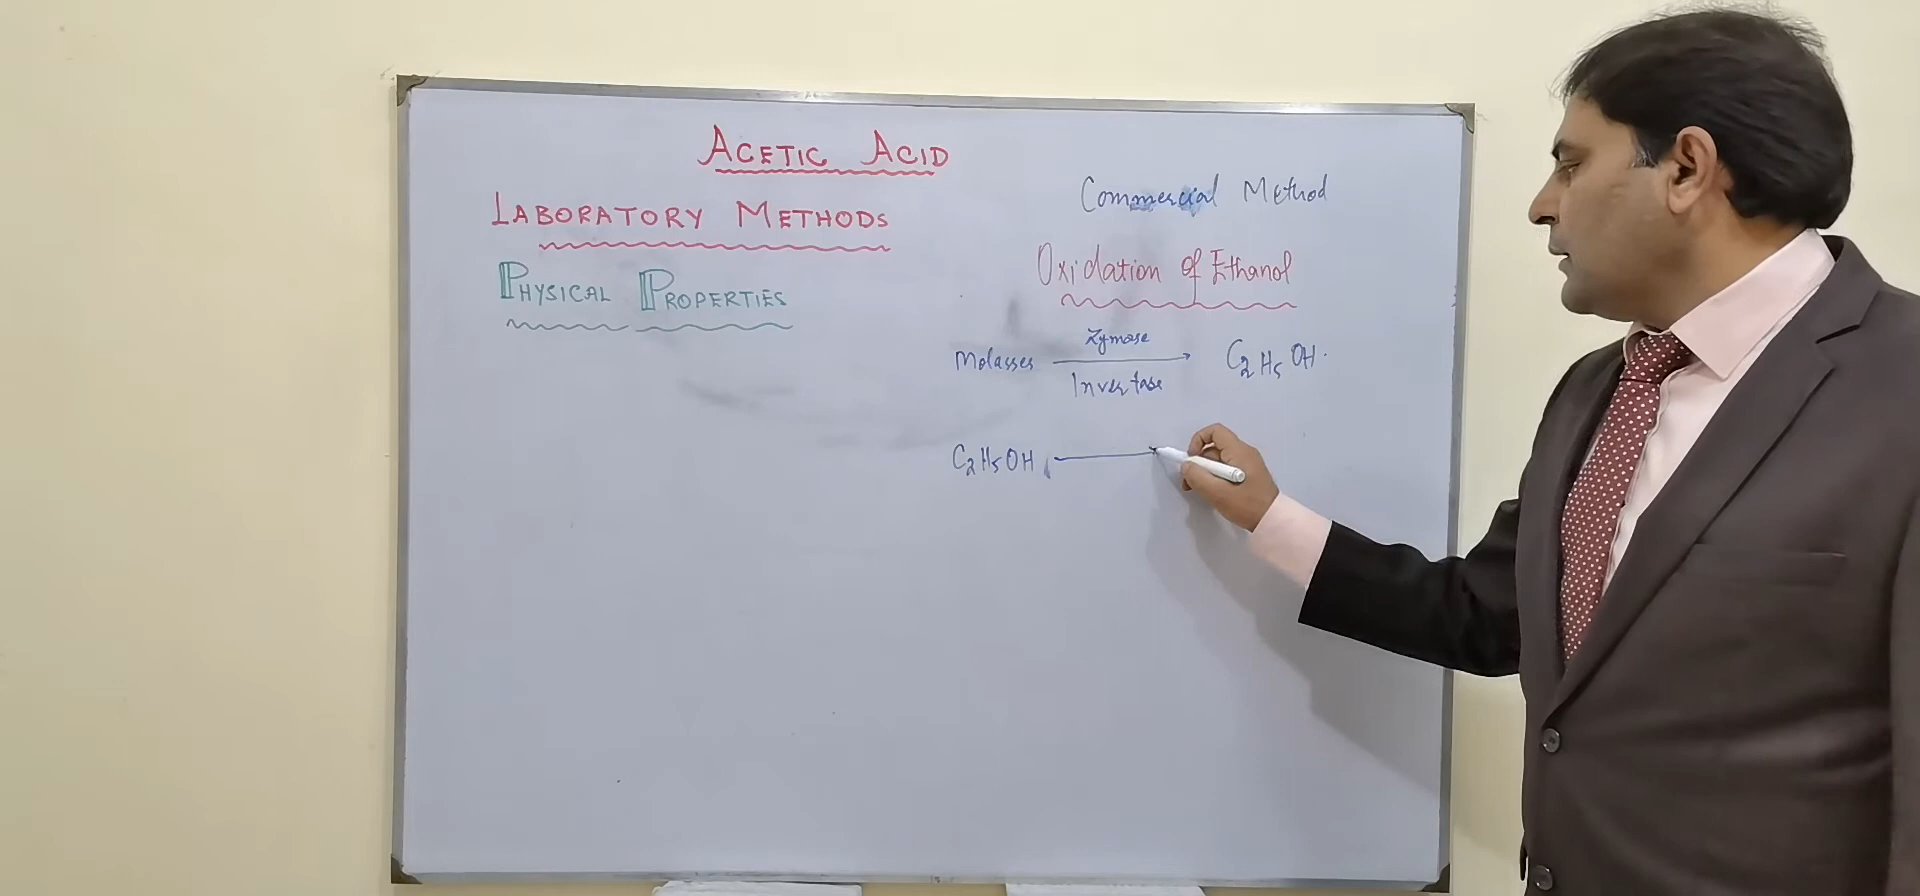 ACETIC ACID
LABORATORY METHODS
PHYSICAL PROPERTIES
Commercial Method
Oxidation of Ethanol
Molasses Zymase Invertase C2H5OH.
C2H5OH